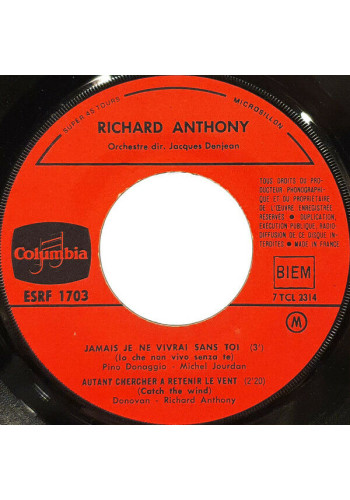 SUPER 45 TOURS
MICROSILLON
RICHARD ANTHONY
Orchestre dir. Jacques Denjean
TOUS DROITS DU PRO-
DUCTEUR PHONOGRAPHI-
QUE ET DU PROPRIÉTAIRE
DE L'ŒUVRE ENREGISTRÉE
RÉSERVÉS • DUPLICATION,
EXÉCUTION PUBLIQUE, RADIO
DIFFUSION DE CE DISQUE IN-
TERDITES • MADE IN FRANCE
Columbia
ESRF 1703
BIEM
7 TCL 3314
M
JAMAIS JE NE VIVRAI SANS TOI (3')
(Io che non vivo senza te)
Pino Donaggio - Michel Jourdan
AUTANT CHERCHER A RETENIR LE VENT (2'20)
(Catch the wind)
Donovan - Richard Anthony